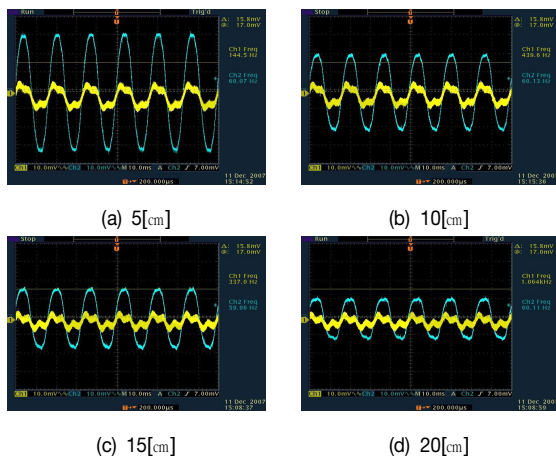 Run Trig'd
Δ: 15.8mV
@: 17.0mV
Ch1 Freq
144.5 Hz
Ch2 Freq
60.07 Hz
Ch1 10.0mV Ch2 10.0mV M 10.0ms A Ch2 7.00mV
11 Dec 2007
200.000μs
15:14:52
(a) 5[㎝]
Stop
Δ: 15.8mV
@: 17.0mV
Ch1 Freq
439.6 Hz
Ch2 Freq
60.13 Hz
Ch1 10.0mV Ch2 10.0mV M 10.0ms A Ch2 7.00mV
11 Dec 2007
200.000μs
15:15:36
(b) 10[㎝]
Stop
Δ: 15.8mV
@: 17.0mV
Ch1 Freq
337.0 Hz
Ch2 Freq
59.96 Hz
Ch1 10.0mV Ch2 10.0mV M 10.0ms A Ch2 7.00mV
11 Dec 2007
200.000μs
15:08:37
(c) 15[㎝]
Run Trig'd
Δ: 15.8mV
@: 17.0mV
Ch1 Freq
1.064kHz
Ch2 Freq
60.11 Hz
Ch1 10.0mV Ch2 10.0mV M 10.0ms A Ch2 7.00mV
11 Dec 2007
200.000μs
15:08:59
(d) 20[㎝]